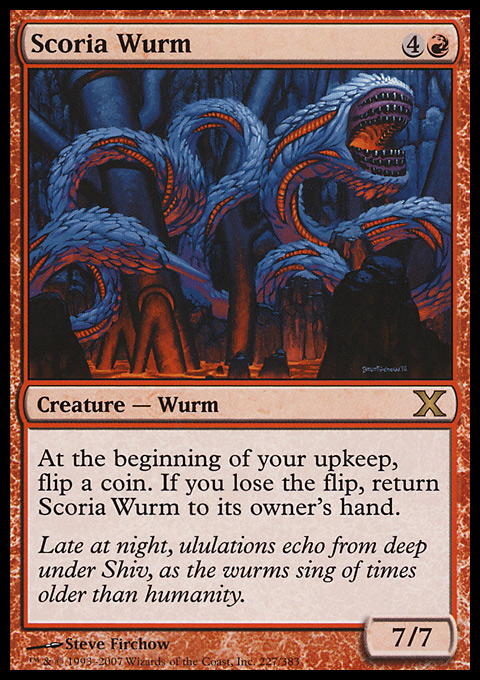 Scoria Wurm
4
Creature — Wurm
X
At the beginning of your upkeep,
flip a coin. If you lose the flip, return
Scoria Wurm to its owner's hand.
Late at night, ululations echo from deep
under Shiv, as the wurms sing of times
older than humanity.
Steve Firchow
7/7
™ & © 1993–2007 Wizards of the Coast, Inc. 227/383